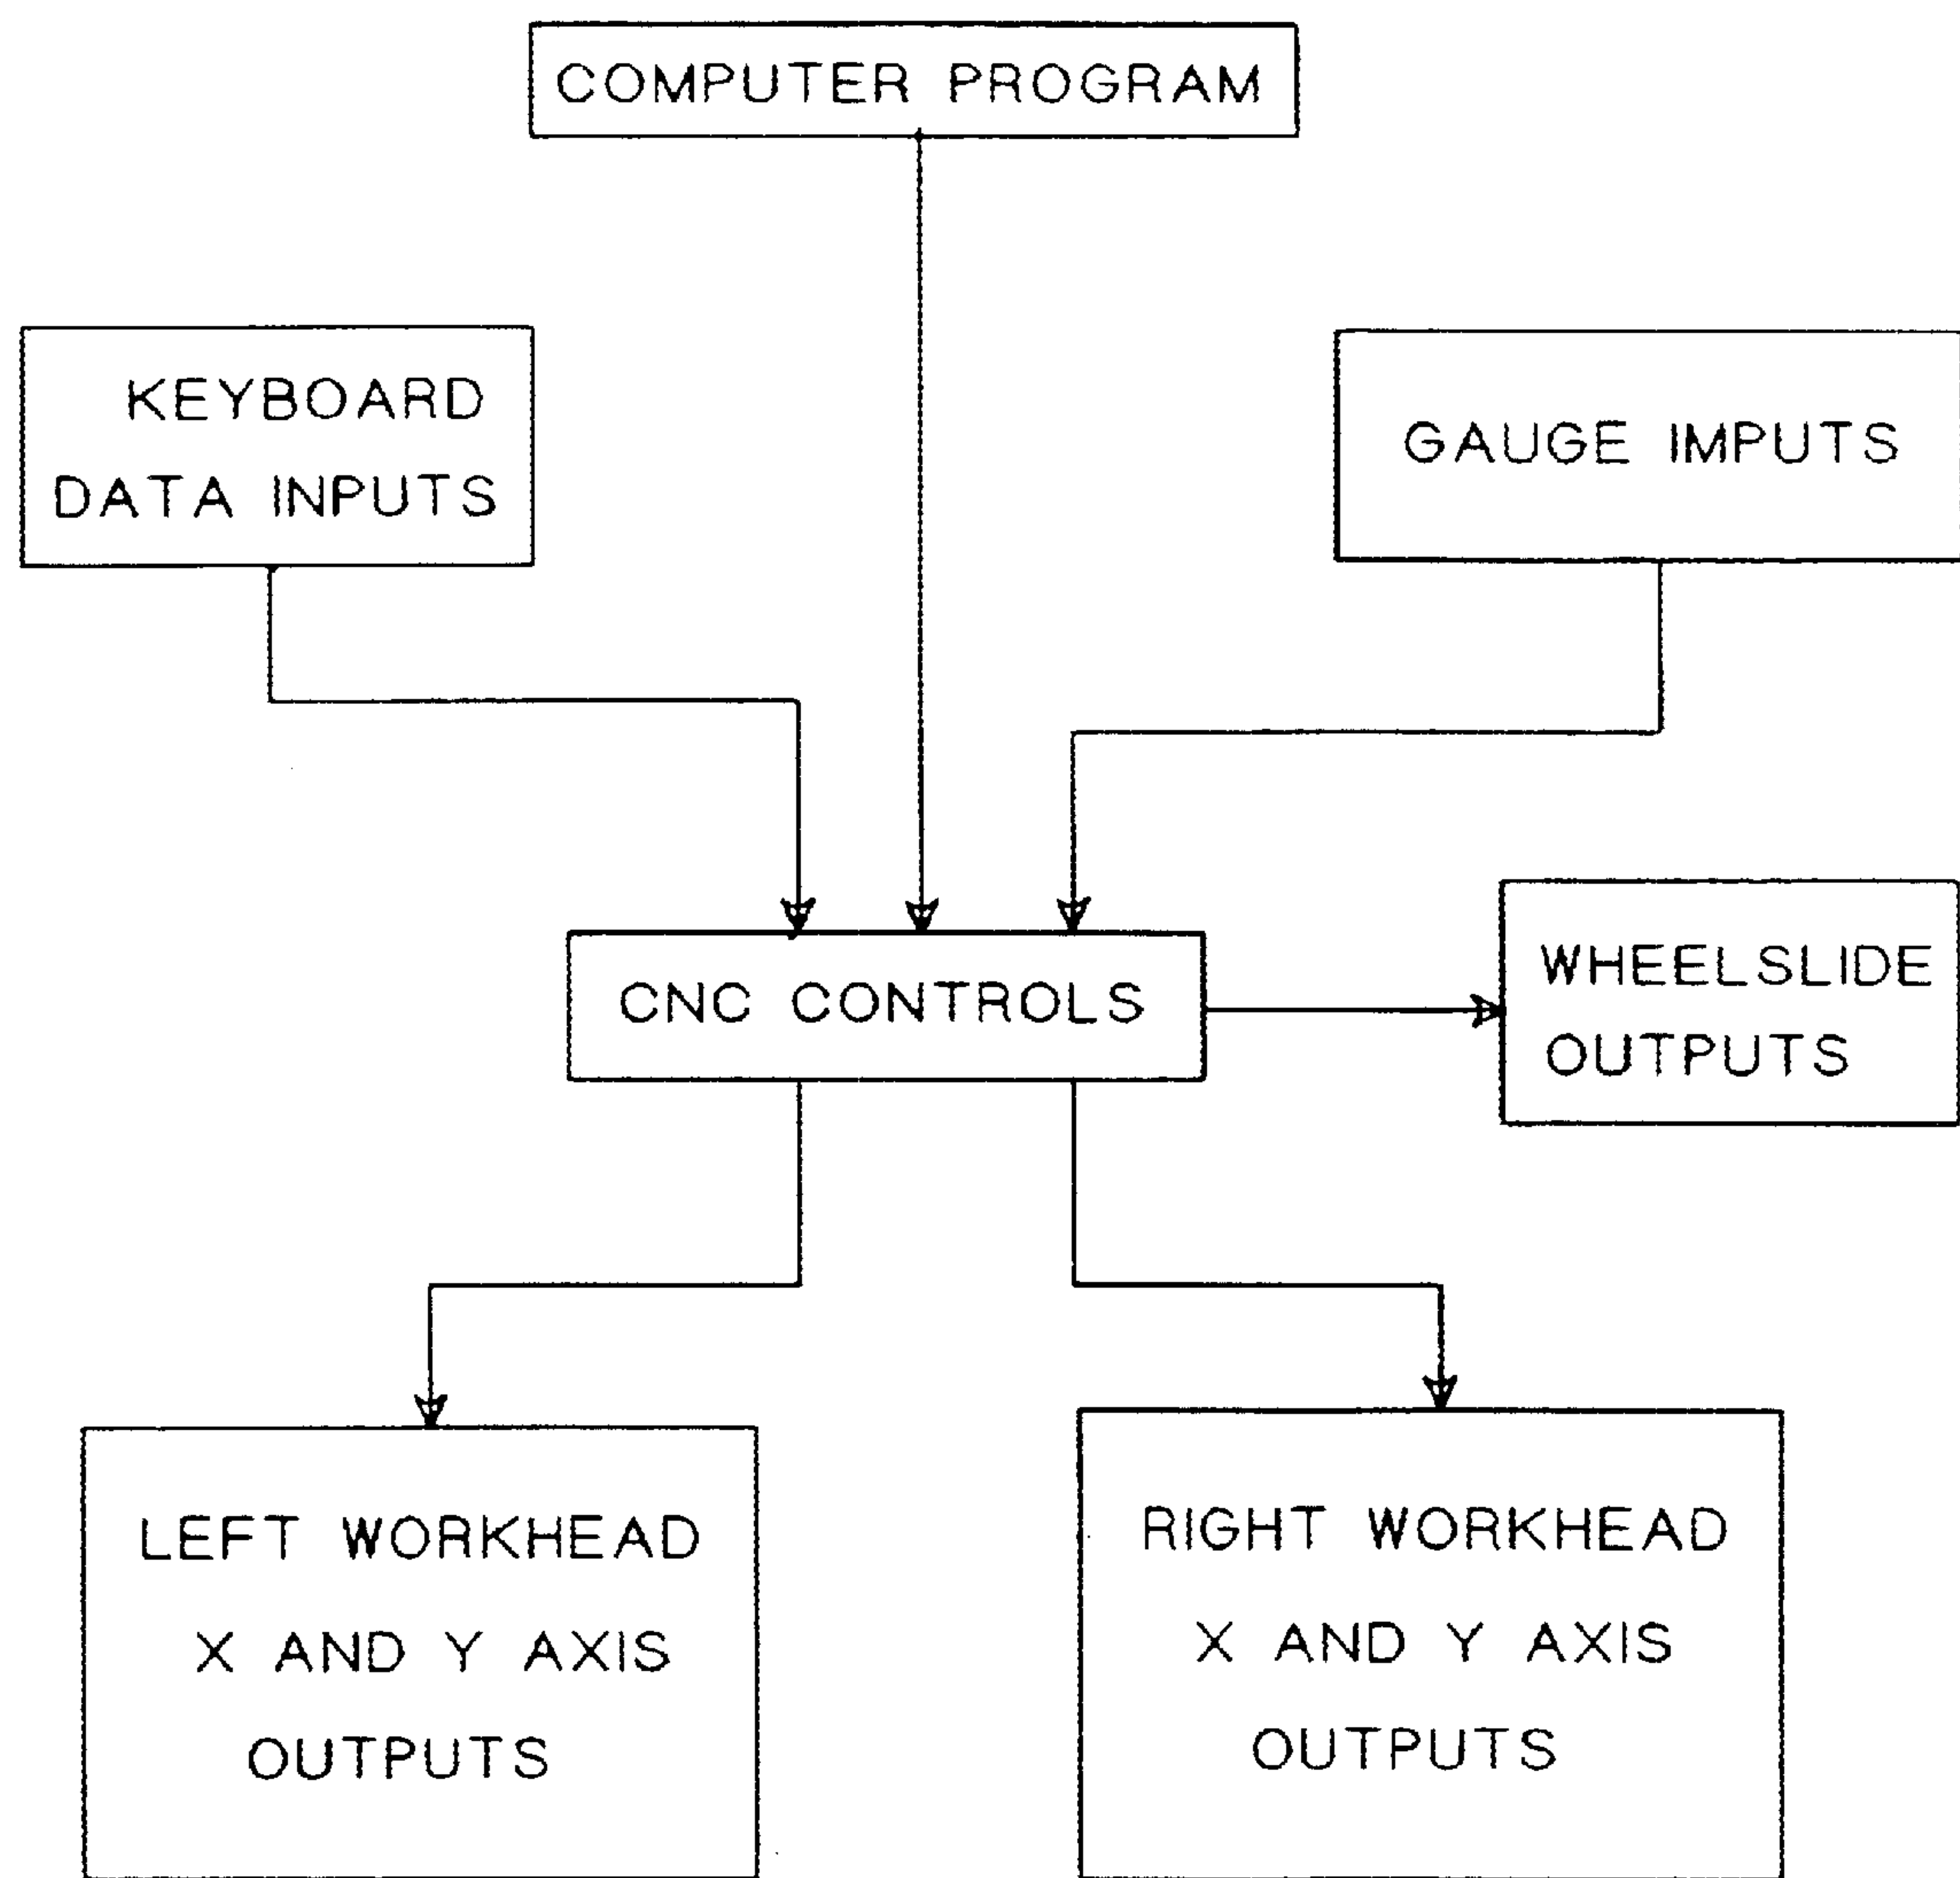 COMPUTER PROGRAM
KEYBOARD
DATA INPUTS
GAUGE IMPUTS
CNC CONTROLS
WHEELSLIDE
OUTPUTS
LEFT WORKHEAD
X AND Y AXIS
OUTPUTS
RIGHT WORKHEAD
X AND Y AXIS
OUTPUTS